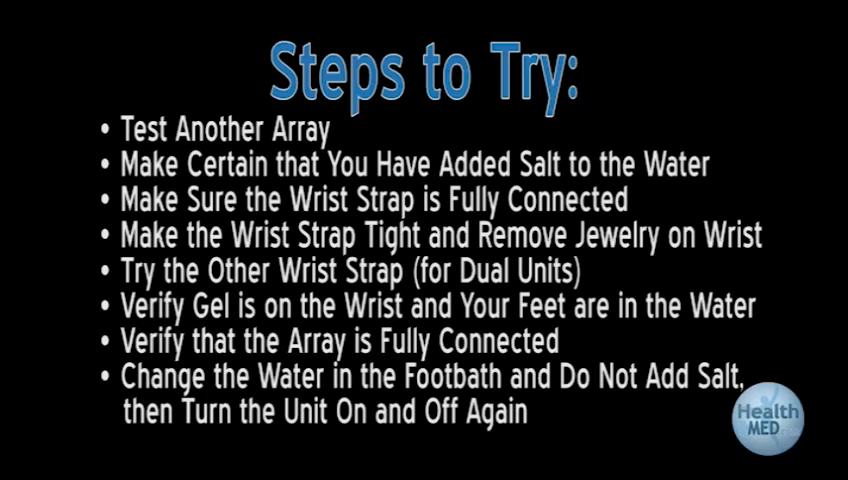 Steps to Try:
• Test Another Array
• Make Certain that You Have Added Salt to the Water
• Make Sure the Wrist Strap is Fully Connected
• Make the Wrist Strap Tight and Remove Jewelry on Wrist
• Try the Other Wrist Strap (for Dual Units)
• Verify Gel is on the Wrist and Your Feet are in the Water
• Verify that the Array is Fully Connected
• Change the Water in the Footbath and Do Not Add Salt,
then Turn the Unit On and Off Again
Health
MED